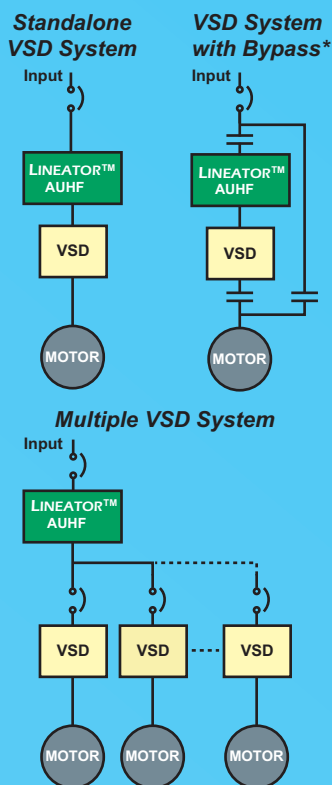 Standalone
VSD System
Input
LINEATOR™
AUHF
VSD
MOTOR
VSD System
with Bypass*
Input
LINEATOR™
AUHF
VSD
MOTOR
Multiple VSD System
Input
LINEATOR™
AUHF
VSD
VSD
VSD
MOTOR
MOTOR
MOTOR